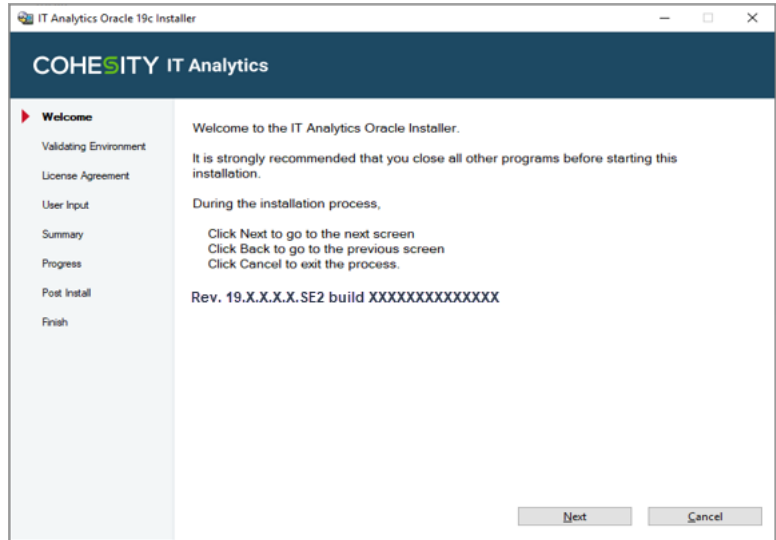 IT Analytics Oracle 19c Installer
COHESITY IT Analytics
Welcome
Validating Environment
License Agreement
User Input
Summary
Progress
Post Install
Finish
Welcome to the IT Analytics Oracle Installer.
It is strongly recommended that you close all other programs before starting this
installation.
During the installation process,
Click Next to go to the next screen
Click Back to go to the previous screen
Click Cancel to exit the process.
Rev. 19.X.X.X.X.SE2 build XXXXXXXXXXXXXX
Next
Cancel